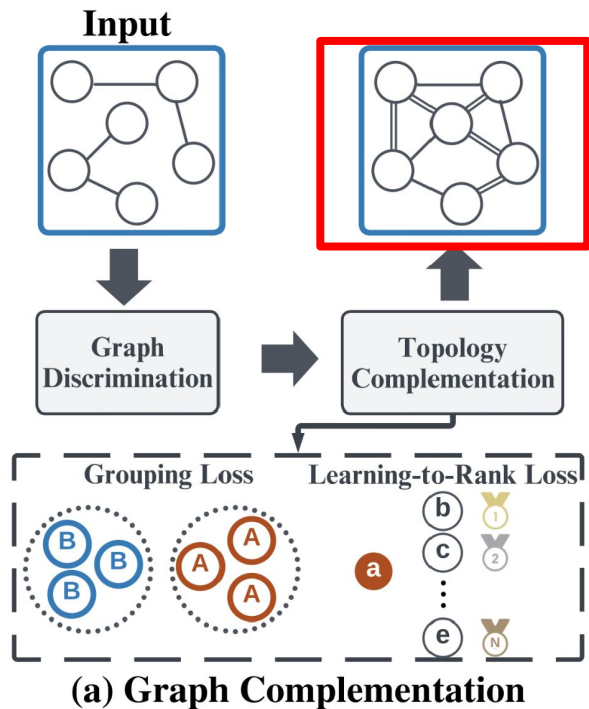 Input
Graph
Discrimination
Topology
Complementation
Grouping Loss
Learning-to-Rank Loss
B
B
B
A
A
A
a
b
1
c
2
e
N
(a) Graph Complementation